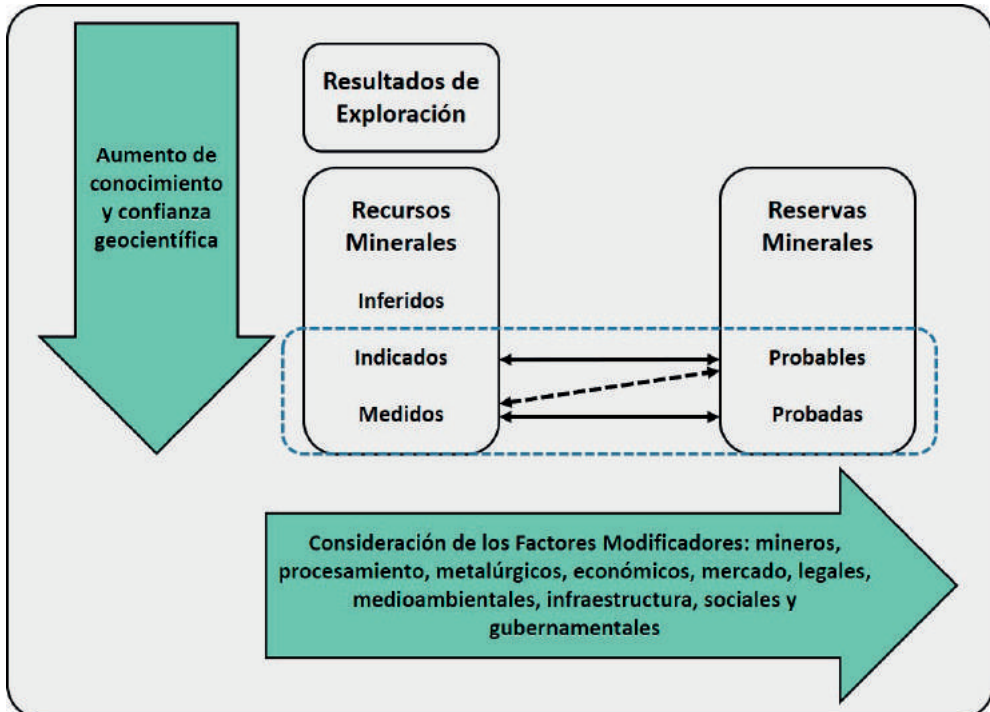 Resultados de
Exploración
Aumento de
conocimiento
y confianza
geocientífica
Recursos
Minerales
Inferidos
Indicados
Medidos
Reservas
Minerales
Probables
Probadas
Consideración de los Factores Modificadores: mineros,
procesamiento, metalúrgicos, económicos, mercado, legales,
medioambientales, infraestructura, sociales y
gubernamentales